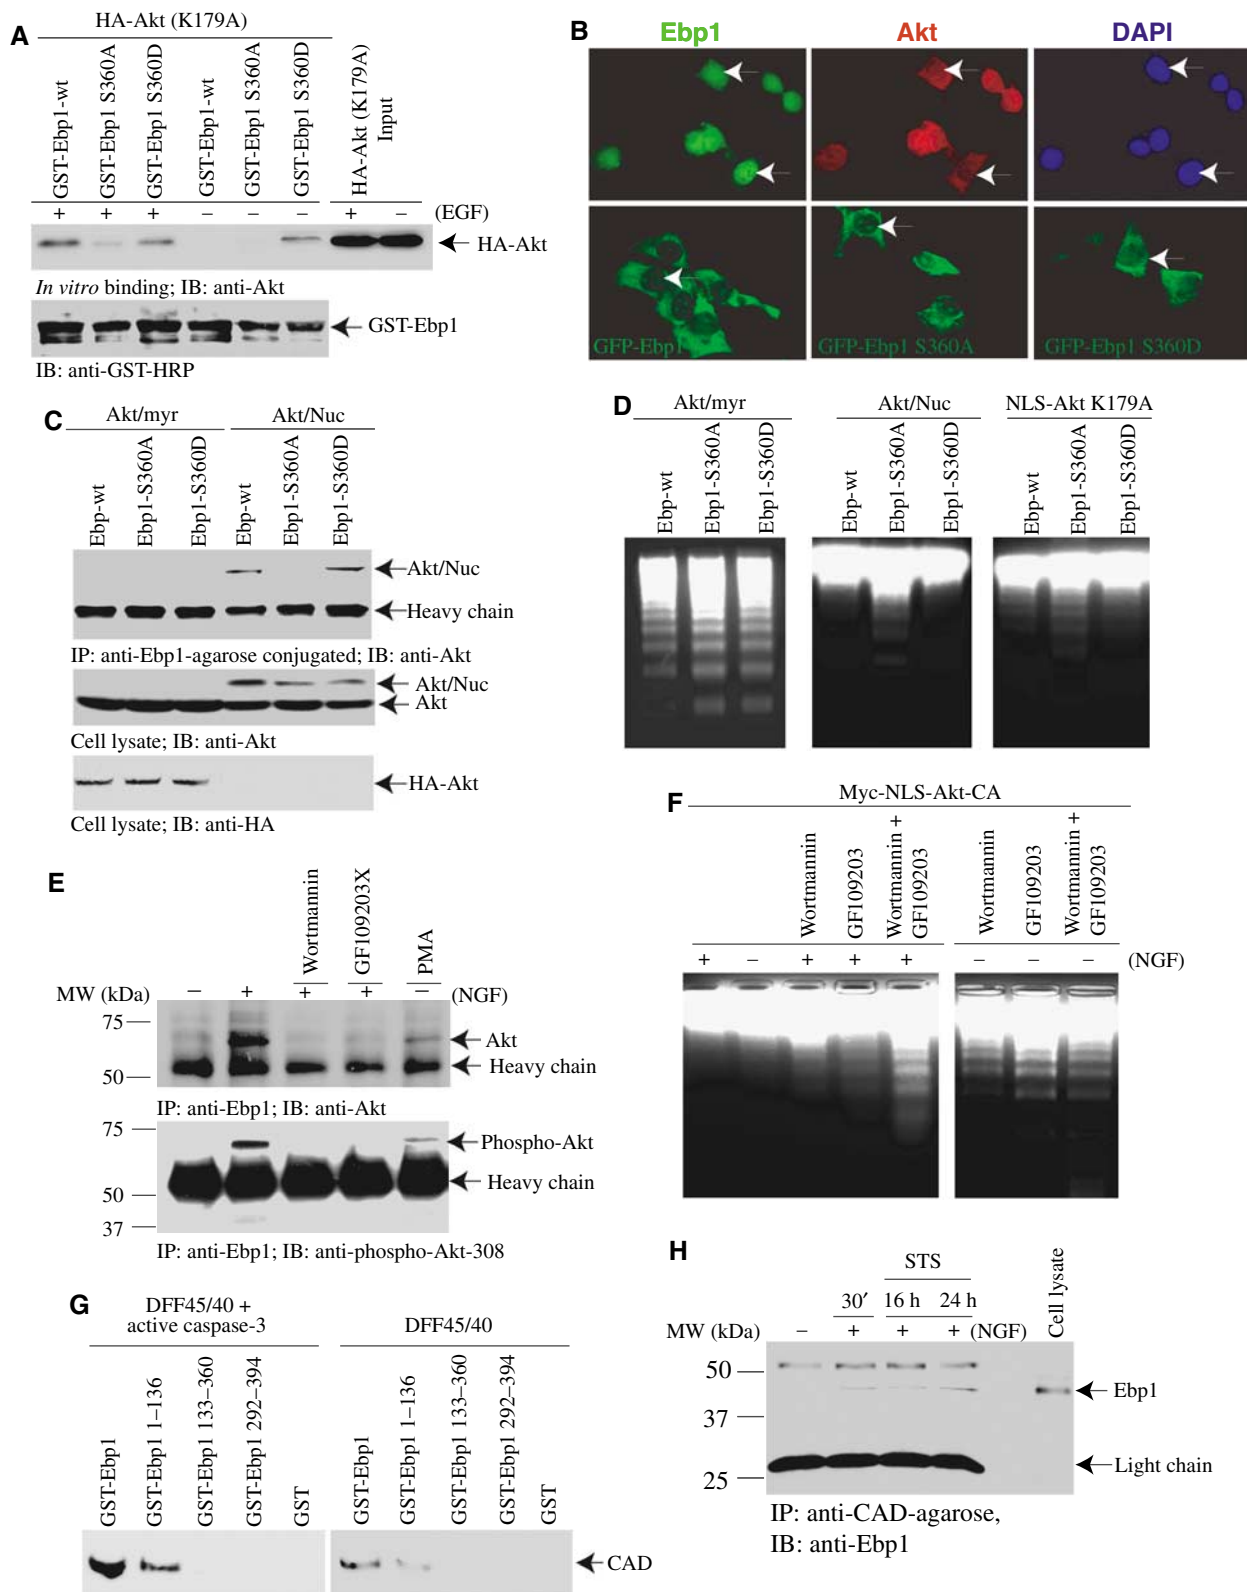 A
HA-Akt (K179A)
GST-Ebp1-wt
GST-Ebp1 S360A
GST-Ebp1 S360D
GST-Ebp1-wt
GST-Ebp1 S360A
GST-Ebp1 S360D
HA-Akt (K179A)
Input
+ + + – – – + – (EGF)
HA-Akt
In vitro binding; IB: anti-Akt
GST-Ebp1
IB: anti-GST-HRP
B
Ebp1 Akt DAPI
GFP-Ebp1 GFP-Ebp1 S360A GFP-Ebp1 S360D
C
Akt/myr Akt/Nuc
Ebp-wt
Ebp1-S360A
Ebp1-S360D
Ebp-wt
Ebp1-S360A
Ebp1-S360D
Akt/Nuc
Heavy chain
IP: anti-Ebp1-agarose conjugated; IB: anti-Akt
Akt/Nuc
Akt
Cell lysate; IB: anti-Akt
HA-Akt
Cell lysate; IB: anti-HA
D
Akt/myr Akt/Nuc NLS-Akt K179A
Ebp-wt
Ebp1-S360A
Ebp1-S360D
Ebp-wt
Ebp1-S360A
Ebp1-S360D
Ebp-wt
Ebp1-S360A
Ebp1-S360D
E
Wortmannin
GF109203X
PMA
MW (kDa) – + + + – (NGF)
75
Akt
Heavy chain
50
IP: anti-Ebp1; IB: anti-Akt
75
Phospho-Akt
Heavy chain
50
37
IP: anti-Ebp1; IB: anti-phospho-Akt-308
F
Myc-NLS-Akt-CA
Wortmannin
GF109203
Wortmannin +
GF109203
Wortmannin
GF109203
Wortmannin +
GF109203
+ – + + + – – – (NGF)
G
DFF45/40 +
active caspase-3
DFF45/40
GST-Ebp1
GST-Ebp1 1–136
GST-Ebp1 133–360
GST-Ebp1 292–394
GST
GST-Ebp1
GST-Ebp1 1–136
GST-Ebp1 133–360
GST-Ebp1 292–394
GST
CAD
H
STS
30′ 16 h 24 h
Cell lysate
MW (kDa) – + + + (NGF)
50
Ebp1
37
Light chain
25
IP: anti-CAD-agarose,
IB: anti-Ebp1